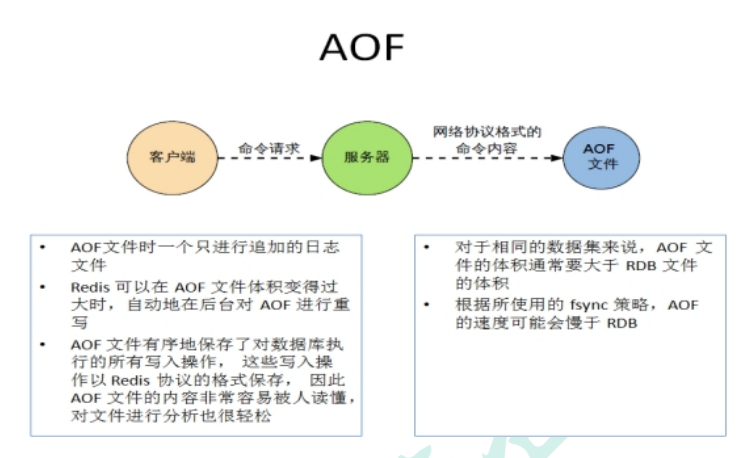 AOF
客户端
命令请求
服务器
网络协议格式的
命令内容
AOF
文件
• AOF文件时一个只进行追加的日志
文件
• Redis 可以在 AOF 文件体积变得过
大时，自动地在后台对 AOF 进行重
写
• AOF 文件有序地保存了对数据库执
行的所有写入操作， 这些写入操
作以 Redis 协议的格式保存， 因此
AOF 文件的内容非常容易被人读懂，
对文件进行分析也很轻松
• 对于相同的数据集来说，AOF 文
件的体积通常要大于 RDB 文件
的体积
• 根据所使用的 fsync 策略，AOF
的速度可能会慢于 RDB